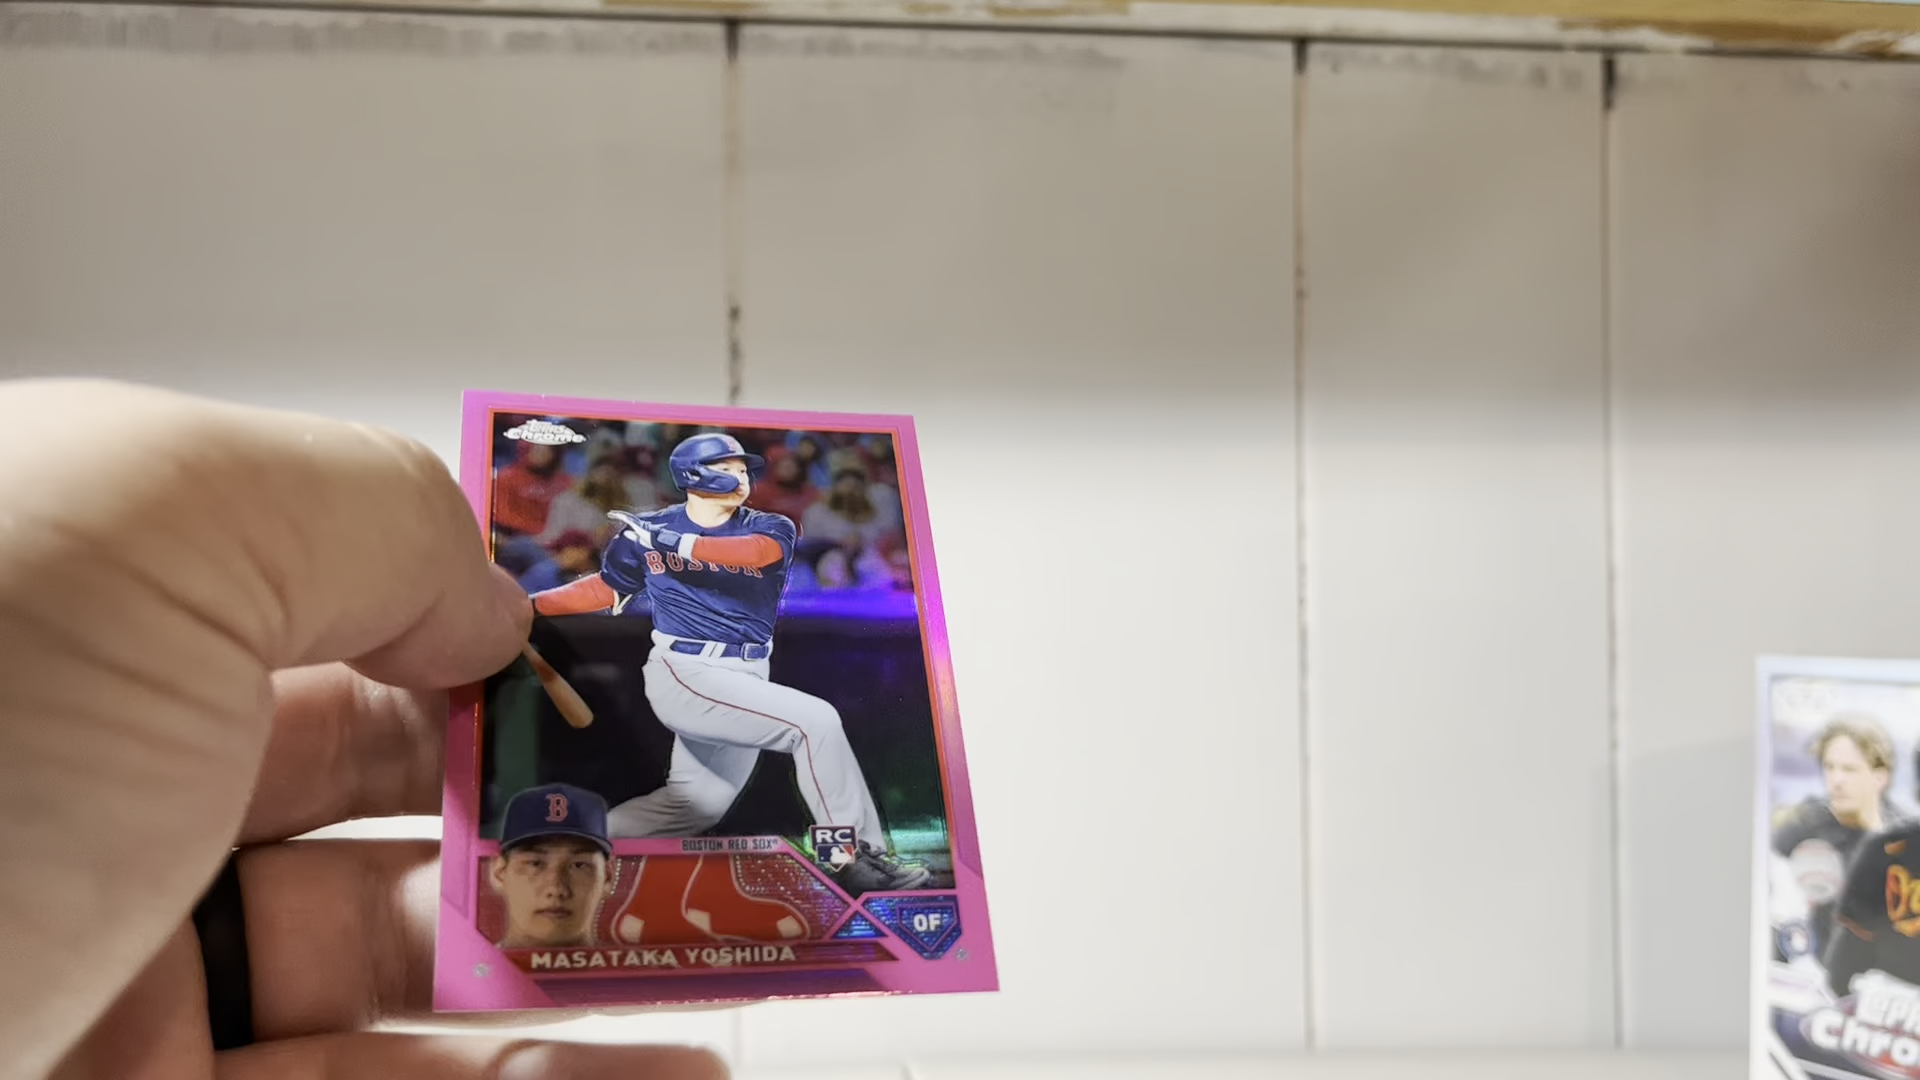 Topps
Chrome
BOSTON
B
BOSTON RED SOX
RC
OF
MASATAKA YOSHIDA
Chro